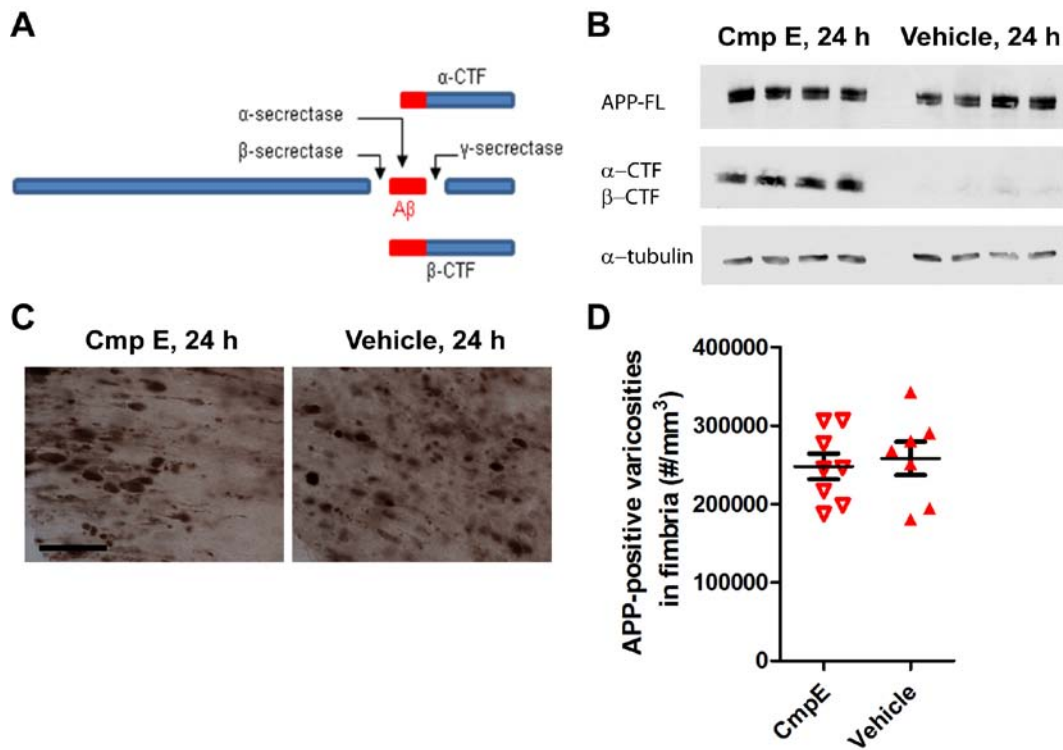 A
α-CTF
α-secretase
β-secretase
γ-secretase
Aβ
β-CTF
B
Cmp E, 24 h
Vehicle, 24 h
APP-FL
α–CTF
β–CTF
α–tubulin
C
Cmp E, 24 h
Vehicle, 24 h
D
APP-positive varicosities
in fimbria (#/mm³)
400000
300000
200000
100000
0
CmpE
Vehicle